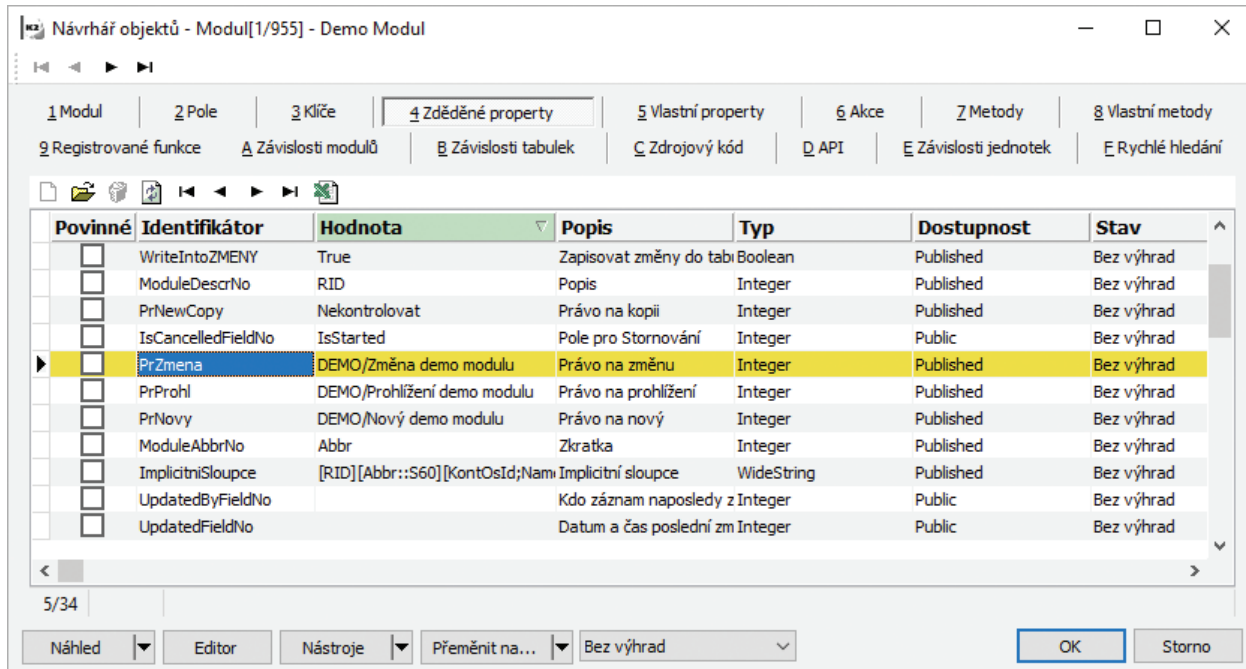 K2 Návrhář objektů - Modul[1/955] - Demo Modul
1 Modul 2 Pole 3 Klíče 4 Zděděné property 5 Vlastní property 6 Akce 7 Metody 8 Vlastní metody
9 Registrované funkce A Závislosti modulů B Závislosti tabulek C Zdrojový kód D API E Závislosti jednotek F Rychlé hledání
Povinné Identifikátor Hodnota Popis Typ Dostupnost Stav
WriteIntoZMENY True Zapisovat změny do tabu Boolean Published Bez výhrad
ModuleDescrNo RID Popis Integer Published Bez výhrad
PrNewCopy Nekontrolovat Právo na kopii Integer Published Bez výhrad
IsCancelledFieldNo IsStarted Pole pro Stornování Integer Public Bez výhrad
PrZmena DEMO/Změna demo modulu Právo na změnu Integer Published Bez výhrad
PrProhl DEMO/Prohlížení demo modulu Právo na prohlížení Integer Published Bez výhrad
PrNovy DEMO/Nový demo modulu Právo na nový Integer Published Bez výhrad
ModuleAbbrNo Abbr Zkratka Integer Published Bez výhrad
ImplicitniSloupce [RID][Abbr::S60][KontOsId;Nam Implicitní sloupce WideString Published Bez výhrad
UpdatedByFieldNo Kdo záznam naposledy z Integer Public Bez výhrad
UpdatedFieldNo Datum a čas poslední zm Integer Public Bez výhrad
5/34
Náhled Editor Nástroje Přeměnit na... Bez výhrad OK Storno